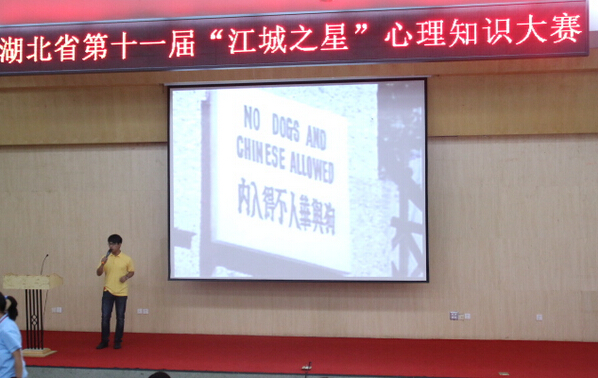 湖北省第十一届“江城之星”心理知识大赛
NO DOGS AND
CHINESE ALLOWED
狗與華人不得入內